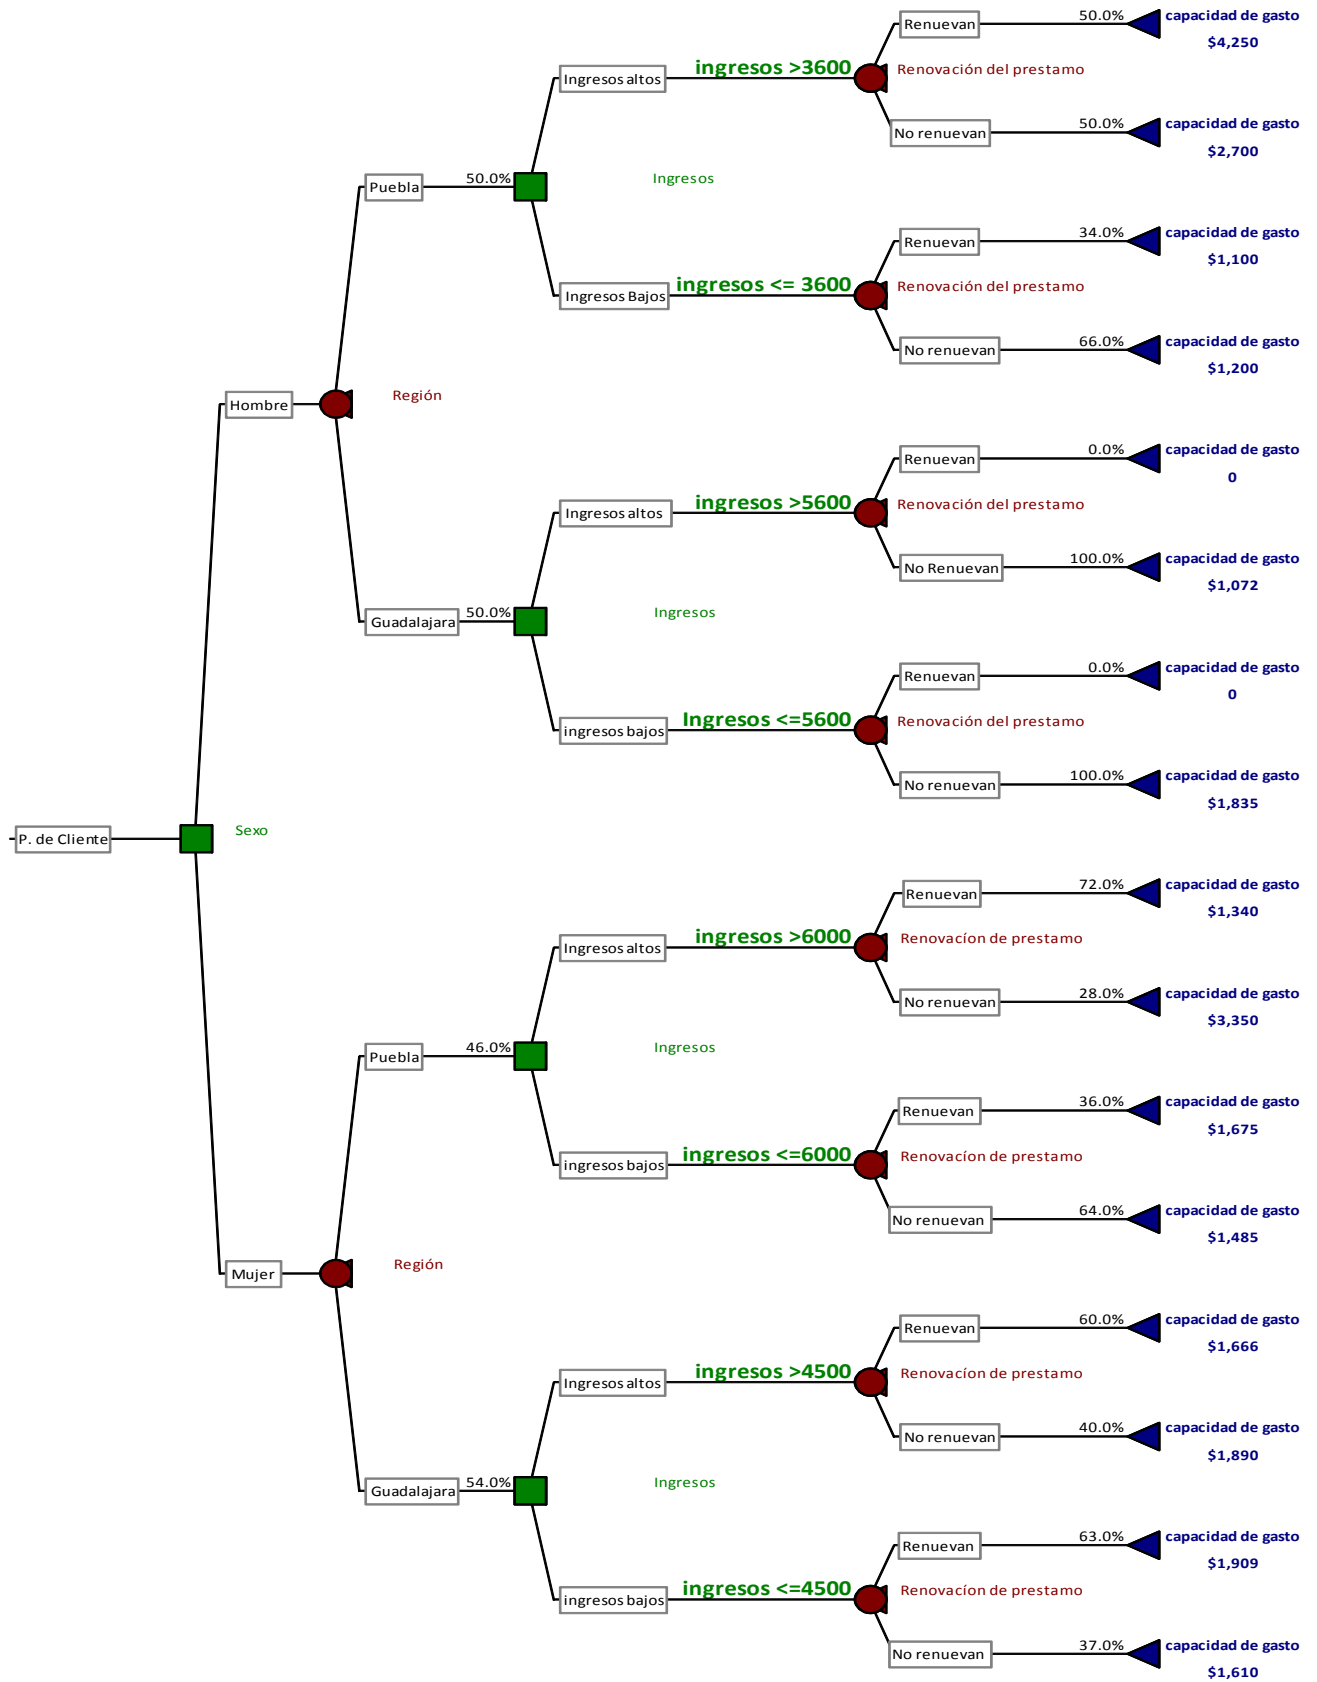 Renuevan
50.0%
capacidad de gasto
$4,250
Ingresos altos
ingresos >3600
Renovación del prestamo
No renuevan
50.0%
capacidad de gasto
$2,700
Puebla
50.0%
Ingresos
Renuevan
34.0%
capacidad de gasto
$1,100
Ingresos Bajos
ingresos <= 3600
Renovación del prestamo
No renuevan
66.0%
capacidad de gasto
$1,200
Hombre
Región
Renuevan
0.0%
capacidad de gasto
0
Ingresos altos
ingresos >5600
Renovación del prestamo
No Renuevan
100.0%
capacidad de gasto
$1,072
Guadalajara
50.0%
Ingresos
Renuevan
0.0%
capacidad de gasto
0
ingresos bajos
Ingresos <=5600
Renovación del prestamo
No renuevan
100.0%
capacidad de gasto
$1,835
P. de Cliente
Sexo
Renuevan
72.0%
capacidad de gasto
$1,340
Ingresos altos
ingresos >6000
Renovacíon de prestamo
No renuevan
28.0%
capacidad de gasto
$3,350
Puebla
46.0%
Ingresos
Renuevan
36.0%
capacidad de gasto
$1,675
ingresos bajos
ingresos <=6000
Renovacíon de prestamo
No renuevan
64.0%
capacidad de gasto
$1,485
Mujer
Región
Renuevan
60.0%
capacidad de gasto
$1,666
Ingresos altos
ingresos >4500
Renovacíon de prestamo
No renuevan
40.0%
capacidad de gasto
$1,890
Guadalajara
54.0%
Ingresos
Renuevan
63.0%
capacidad de gasto
$1,909
ingresos bajos
ingresos <=4500
Renovacíon de prestamo
No renuevan
37.0%
capacidad de gasto
$1,610